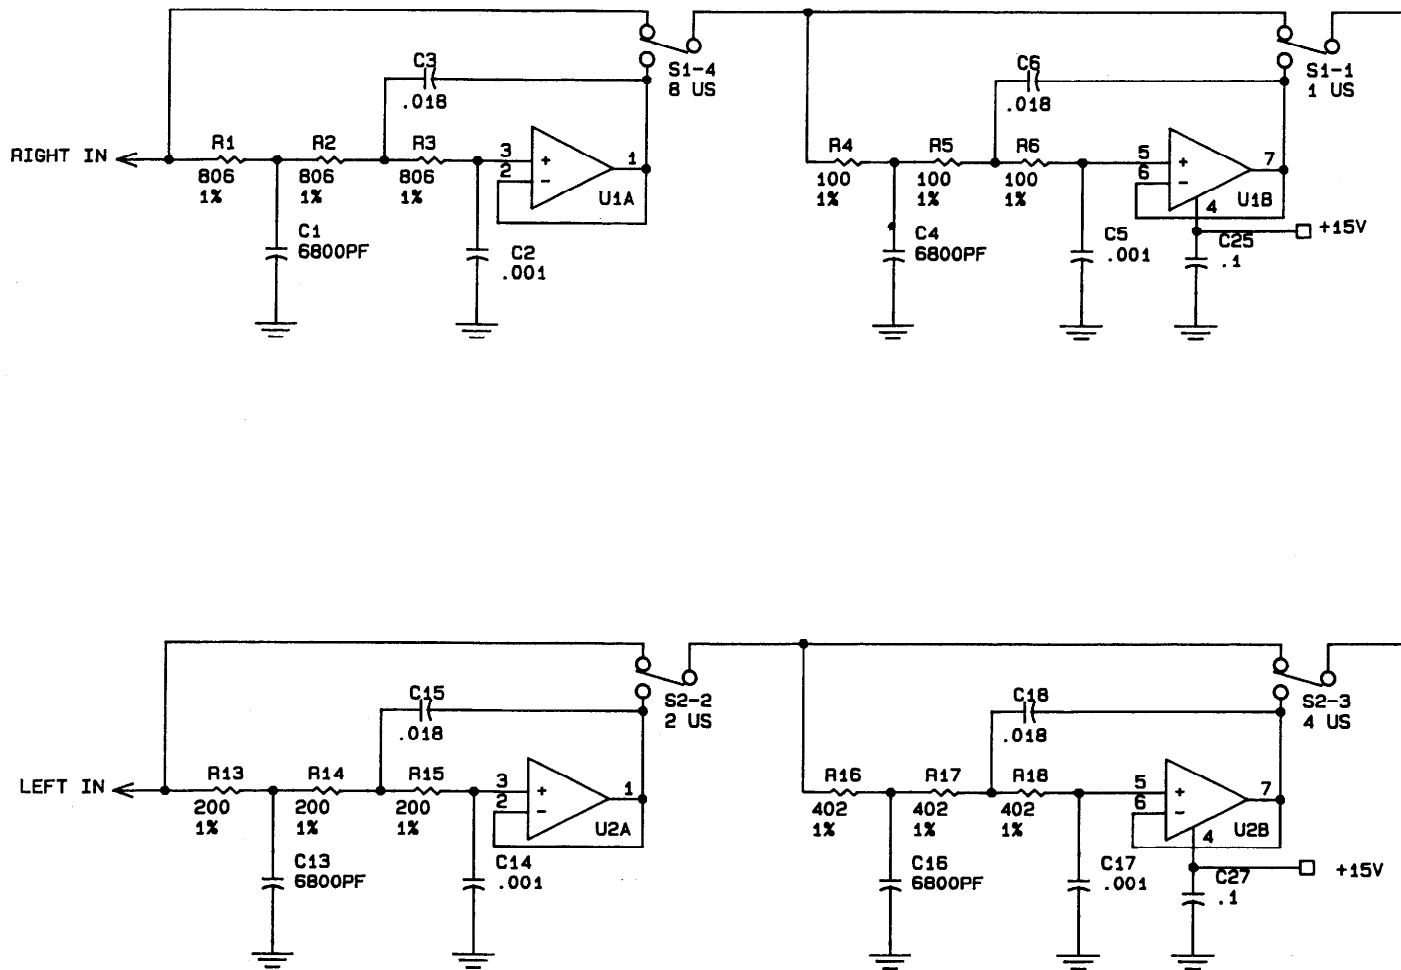 C3
.018
S1-4
8 US
C6
.018
S1-1
1 US
RIGHT IN
R1
806
1%
R2
806
1%
R3
806
1%
3
2
+
-
1
U1A
R4
100
1%
R5
100
1%
R6
100
1%
5
6
+
-
7
4
U1B
+15V
C1
6800PF
C2
.001
C4
6800PF
C5
.001
C25
.1
C15
.018
S2-2
2 US
C18
.018
S2-3
4 US
LEFT IN
R13
200
1%
R14
200
1%
R15
200
1%
3
2
+
-
1
U2A
R16
402
1%
R17
402
1%
R18
402
1%
5
6
+
-
7
4
U2B
+15V
C13
6800PF
C14
.001
C16
6800PF
C17
.001
C27
.1